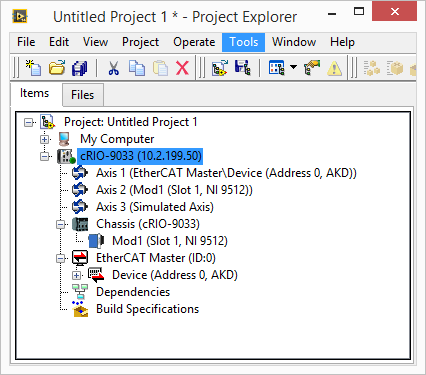 Untitled Project 1 * - Project Explorer
File Edit View Project Operate Tools Window Help
Items Files
Project: Untitled Project 1
My Computer
cRIO-9033 (10.2.199.50)
Axis 1 (EtherCAT Master\Device (Address 0, AKD))
Axis 2 (Mod1 (Slot 1, NI 9512))
Axis 3 (Simulated Axis)
Chassis (cRIO-9033)
Mod1 (Slot 1, NI 9512)
EtherCAT Master (ID:0)
Device (Address 0, AKD)
Dependencies
Build Specifications